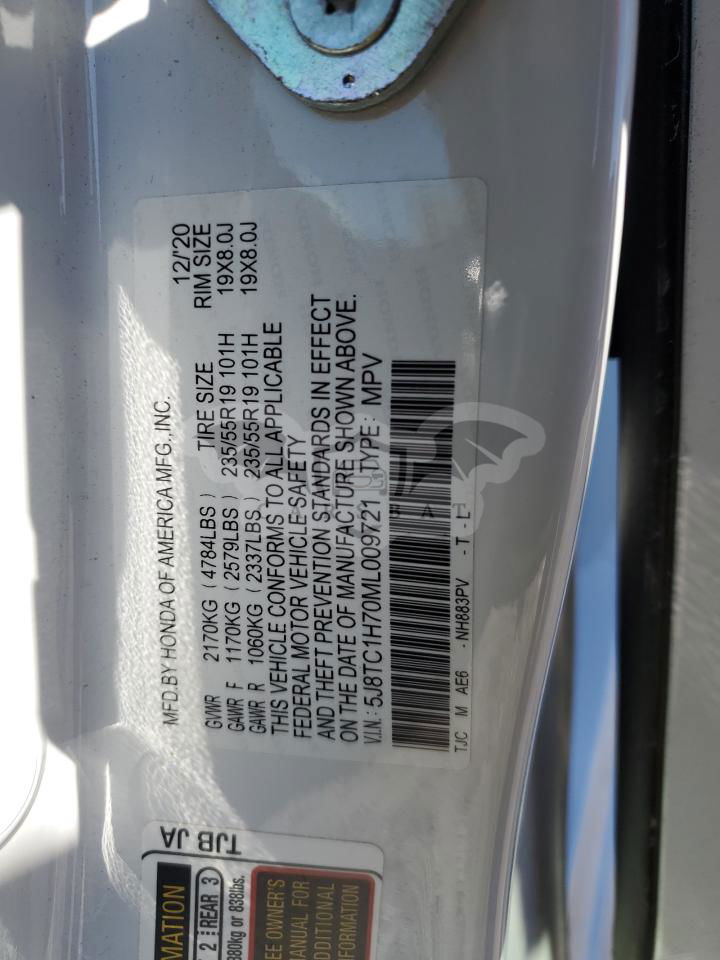 MFD.BY HONDA OF AMERICA MFG.,INC. 12/'20
GVWR 2170KG ( 4784LBS ) TIRE SIZE RIM SIZE
GAWR F 1170KG ( 2579LBS ) 235/55R19 101H 19X8.0J
GAWR R 1060KG ( 2337LBS ) 235/55R19 101H 19X8.0J
THIS VEHICLE CONFORMS TO ALL APPLICABLE
FEDERAL MOTOR VEHICLE SAFETY
AND THEFT PREVENTION STANDARDS IN EFFECT
ON THE DATE OF MANUFACTURE SHOWN ABOVE.
V.I.N.: 5J8TC1H70ML009721 TYPE: MPV
TJC M AE6 -NH883PV -T -L-
TJB JA
MATION
2 REAR 3
380kg or 838lbs.
EE OWNER'S
MANUAL FOR
DDITIONAL
FORMATION